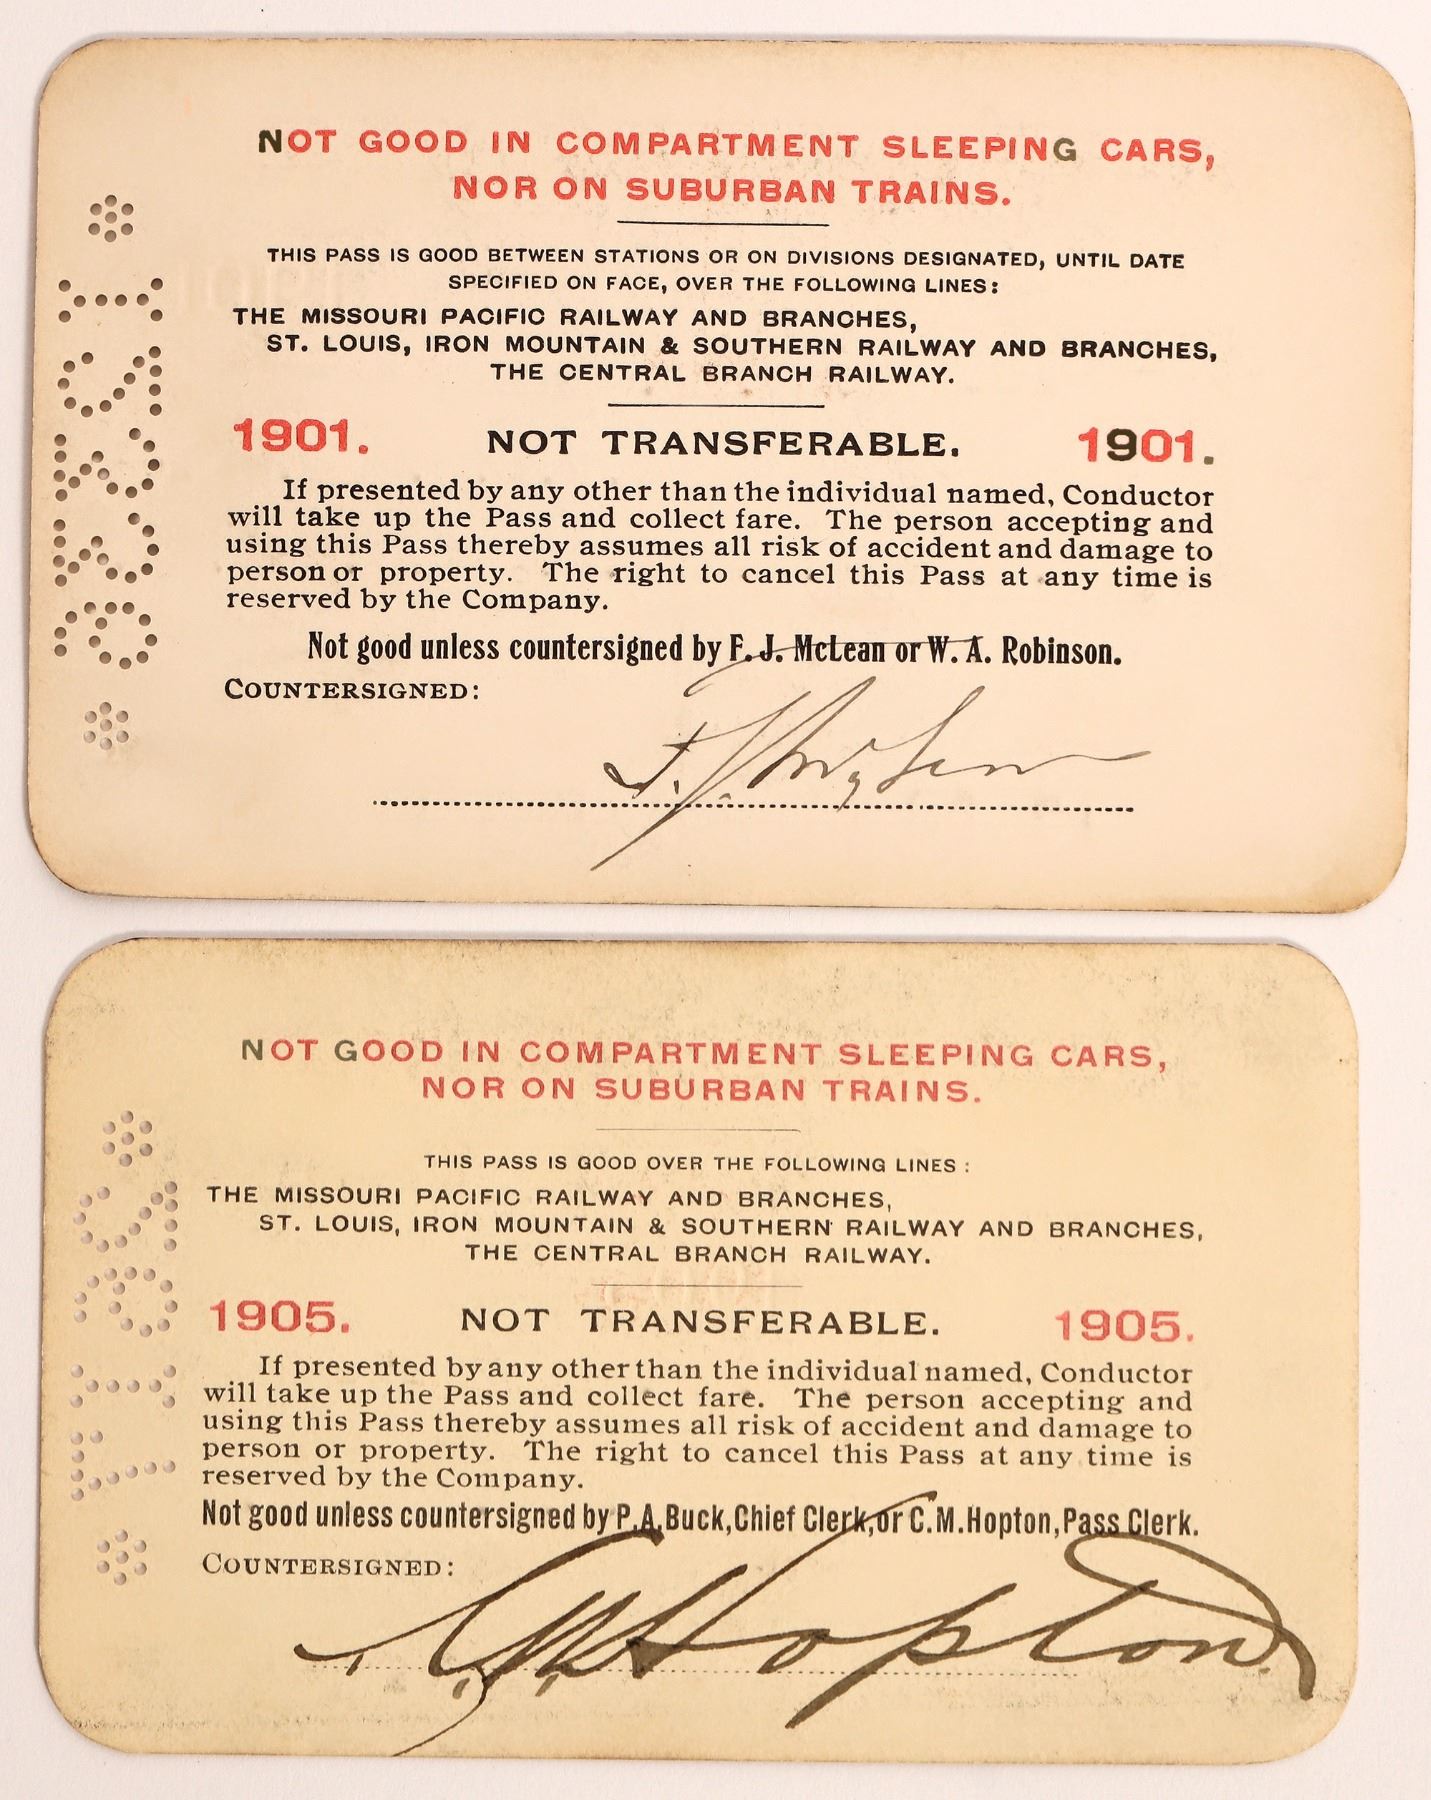 NOT GOOD IN COMPARTMENT SLEEPING CARS,
NOR ON SUBURBAN TRAINS.
THIS PASS IS GOOD BETWEEN STATIONS OR ON DIVISIONS DESIGNATED, UNTIL DATE
SPECIFIED ON FACE, OVER THE FOLLOWING LINES:
THE MISSOURI PACIFIC RAILWAY AND BRANCHES,
ST. LOUIS, IRON MOUNTAIN & SOUTHERN RAILWAY AND BRANCHES,
THE CENTRAL BRANCH RAILWAY.
1901. NOT TRANSFERABLE. 1901.
If presented by any other than the individual named, Conductor
will take up the Pass and collect fare. The person accepting and
using this Pass thereby assumes all risk of accident and damage to
person or property. The right to cancel this Pass at any time is
reserved by the Company.
Not good unless countersigned by F. J. McLean or W. A. Robinson.
COUNTERSIGNED:
F. J. McLean
NOT GOOD IN COMPARTMENT SLEEPING CARS,
NOR ON SUBURBAN TRAINS.
THIS PASS IS GOOD OVER THE FOLLOWING LINES:
THE MISSOURI PACIFIC RAILWAY AND BRANCHES,
ST. LOUIS, IRON MOUNTAIN & SOUTHERN RAILWAY AND BRANCHES,
THE CENTRAL BRANCH RAILWAY.
1905. NOT TRANSFERABLE. 1905.
If presented by any other than the individual named, Conductor
will take up the Pass and collect fare. The person accepting and
using this Pass thereby assumes all risk of accident and damage to
person or property. The right to cancel this Pass at any time is
reserved by the Company.
Not good unless countersigned by P.A. Buck, Chief Clerk, or C.M. Hopton, Pass Clerk.
COUNTERSIGNED:
C. M. Hopton.